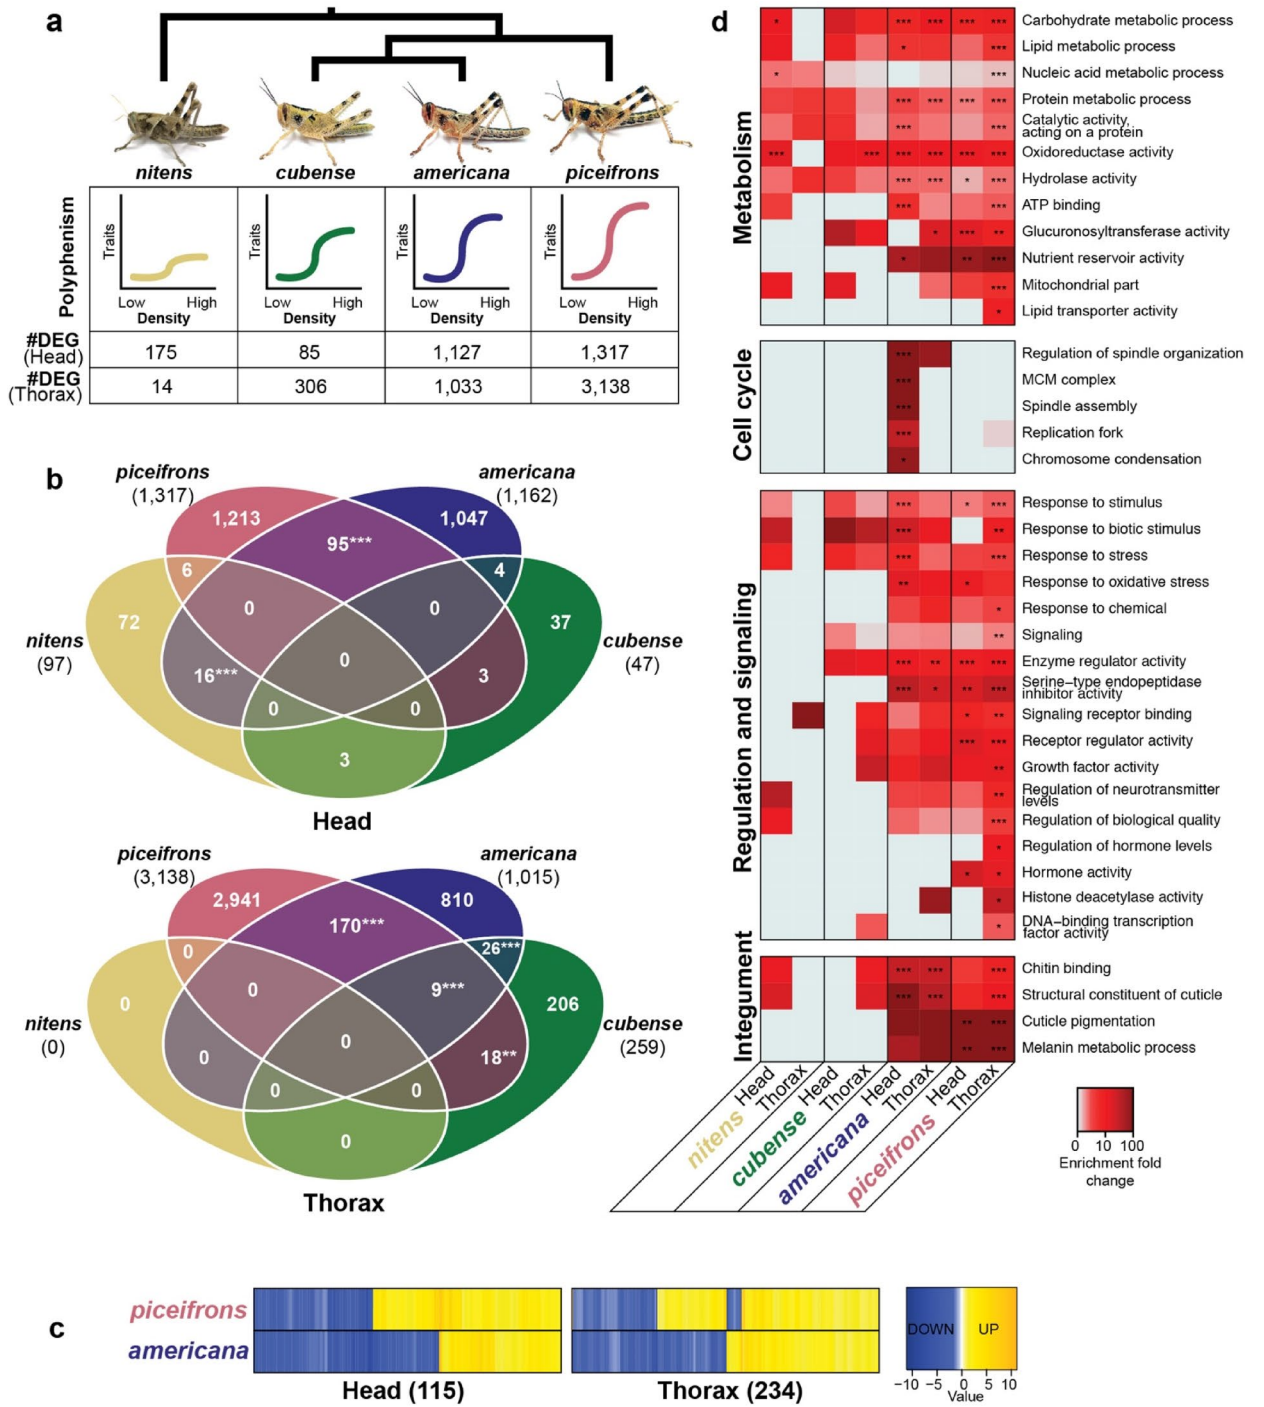 a
nitens cubense americana piceifrons
Polyphenism
Traits Traits Traits Traits
Low High Low High Low High Low High
Density Density Density Density
#DEG
(Head)
175 85 1,127 1,317
#DEG
(Thorax)
14 306 1,033 3,138
b
piceifrons
(1,317)
americana
(1,162)
1,213
1,047
95***
6
4
72
0
0
37
nitens
(97)
cubense
(47)
16***
0
3
0
0
3
Head
piceifrons
(3,138)
americana
(1,015)
2,941
810
170***
0
26***
0
0
9***
206
nitens
(0)
cubense
(259)
0
0
18**
0
0
0
Thorax
c
piceifrons
americana
Head (115)
Thorax (234)
DOWN UP
−10 −5 0 5 10
Value
d
Metabolism
* *** *** *** *** Carbohydrate metabolic process
* *** Lipid metabolic process
* *** Nucleic acid metabolic process
*** *** *** *** Protein metabolic process
*** *** Catalytic activity,
acting on a protein
*** *** *** *** *** *** Oxidoreductase activity
*** *** * *** Hydrolase activity
*** *** ATP binding
* *** ** Glucuronosyltransferase activity
* ** *** Nutrient reservoir activity
*** Mitochondrial part
* Lipid transporter activity
Cell cycle
*** Regulation of spindle organization
*** MCM complex
*** Spindle assembly
*** Replication fork
* Chromosome condensation
Regulation and signaling
*** * *** Response to stimulus
*** ** Response to biotic stimulus
*** *** Response to stress
** * Response to oxidative stress
* Response to chemical
** Signaling
*** ** *** *** Enzyme regulator activity
*** * ** *** Serine−type endopeptidase
inhibitor activity
* ** Signaling receptor binding
*** *** Receptor regulator activity
** Growth factor activity
** Regulation of neurotransmitter
levels
*** Regulation of biological quality
* Regulation of hormone levels
* * Hormone activity
* Histone deacetylase activity
* DNA−binding transcription
factor activity
Integument
*** *** *** Chitin binding
*** *** *** Structural constituent of cuticle
** *** Cuticle pigmentation
** *** Melanin metabolic process
Head Thorax Head Thorax Head Thorax Head Thorax
nitens cubense americana piceifrons
0 10 100
Enrichment fold
change